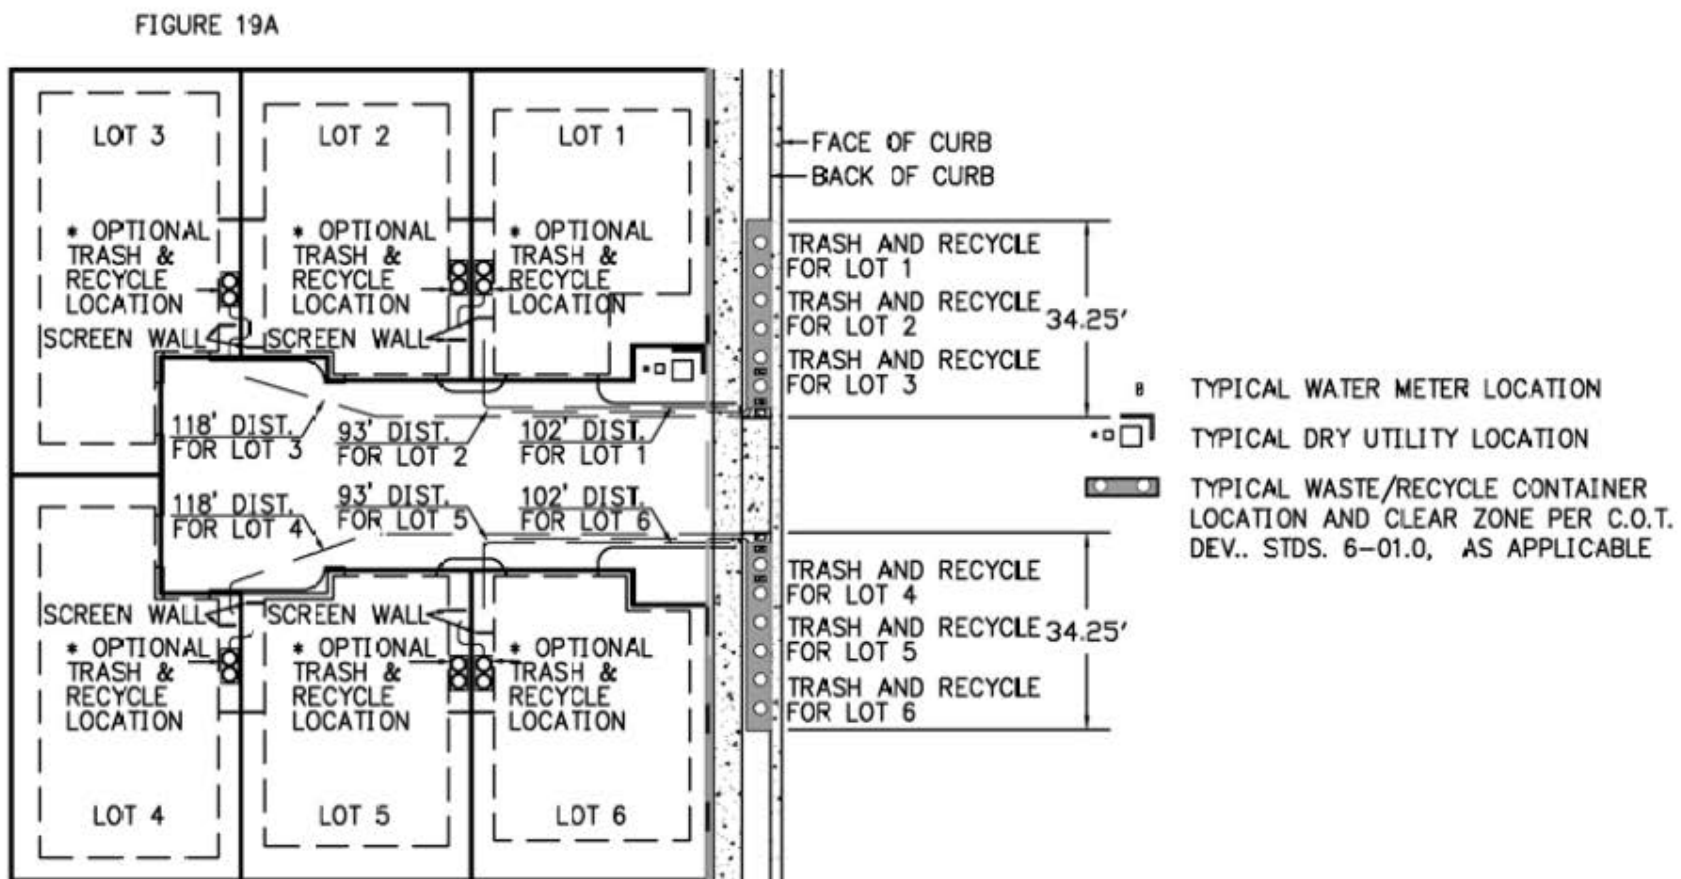 FIGURE 19A
LOT 3
LOT 2
LOT 1
FACE OF CURB
BACK OF CURB
* OPTIONAL
TRASH &
RECYCLE
LOCATION
* OPTIONAL
TRASH &
RECYCLE
LOCATION
* OPTIONAL
TRASH &
RECYCLE
LOCATION
SCREEN WALL
SCREEN WALL
TRASH AND RECYCLE
FOR LOT 1
TRASH AND RECYCLE
FOR LOT 2
TRASH AND RECYCLE
FOR LOT 3
34.25'
118' DIST.
FOR LOT 3
93' DIST.
FOR LOT 2
102' DIST.
FOR LOT 1
TYPICAL WATER METER LOCATION
TYPICAL DRY UTILITY LOCATION
TYPICAL WASTE/RECYCLE CONTAINER
LOCATION AND CLEAR ZONE PER C.O.T.
DEV.. STDS. 6-01.0, AS APPLICABLE
118' DIST.
FOR LOT 4
93' DIST.
FOR LOT 5
102' DIST.
FOR LOT 6
TRASH AND RECYCLE
FOR LOT 4
TRASH AND RECYCLE
FOR LOT 5
TRASH AND RECYCLE
FOR LOT 6
34.25'
SCREEN WALL
SCREEN WALL
* OPTIONAL
TRASH &
RECYCLE
LOCATION
* OPTIONAL
TRASH &
RECYCLE
LOCATION
* OPTIONAL
TRASH &
RECYCLE
LOCATION
LOT 4
LOT 5
LOT 6